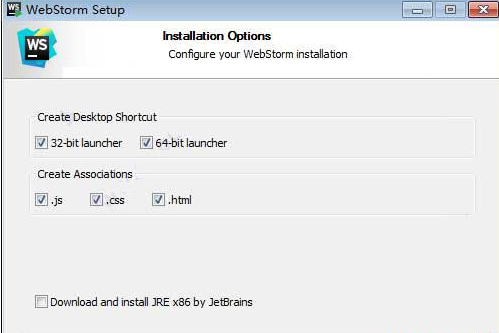 WS WebStorm Setup
WS
Installation Options
Configure your WebStorm installation
Create Desktop Shortcut
32-bit launcher 64-bit launcher
Create Associations
.js .css .html
Download and install JRE x86 by JetBrains